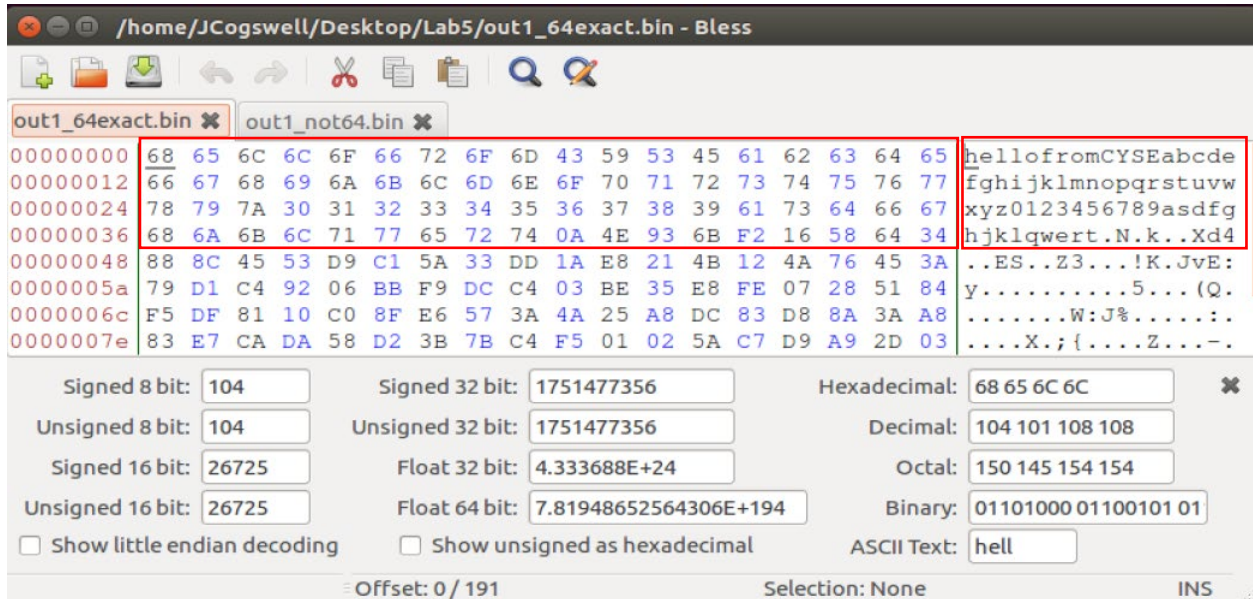 /home/JCogswell/Desktop/Lab5/out1_64exact.bin - Bless
out1_64exact.bin out1_not64.bin
00000000 68 65 6C 6C 6F 66 72 6F 6D 43 59 53 45 61 62 63 64 65 hellofromCYSEabcde
00000012 66 67 68 69 6A 6B 6C 6D 6E 6F 70 71 72 73 74 75 76 77 fghijklmnopqrstuvw
00000024 78 79 7A 30 31 32 33 34 35 36 37 38 39 61 73 64 66 67 xyz0123456789asdfg
00000036 68 6A 6B 6C 71 77 65 72 74 0A 4E 93 6B F2 16 58 64 34 hjklqwert.N.k..Xd4
00000048 88 8C 45 53 D9 C1 5A 33 DD 1A E8 21 4B 12 4A 76 45 3A ..ES..Z3...!K.JvE:
0000005a 79 D1 C4 92 06 BB F9 DC C4 03 BE 35 E8 FE 07 28 51 84 y..........5...(Q.
0000006c F5 DF 81 10 C0 8F E6 57 3A 4A 25 A8 DC 83 D8 8A 3A A8 .......W:J%.....:.
0000007e 83 E7 CA DA 58 D2 3B 7B C4 F5 01 02 5A C7 D9 A9 2D 03 ....X.;{....Z...-.
Signed 8 bit: 104 Signed 32 bit: 1751477356 Hexadecimal: 68 65 6C 6C
Unsigned 8 bit: 104 Unsigned 32 bit: 1751477356 Decimal: 104 101 108 108
Signed 16 bit: 26725 Float 32 bit: 4.333688E+24 Octal: 150 145 154 154
Unsigned 16 bit: 26725 Float 64 bit: 7.81948652564306E+194 Binary: 01101000 01100101 01
Show little endian decoding Show unsigned as hexadecimal ASCII Text: hell
Offset: 0 / 191 Selection: None INS